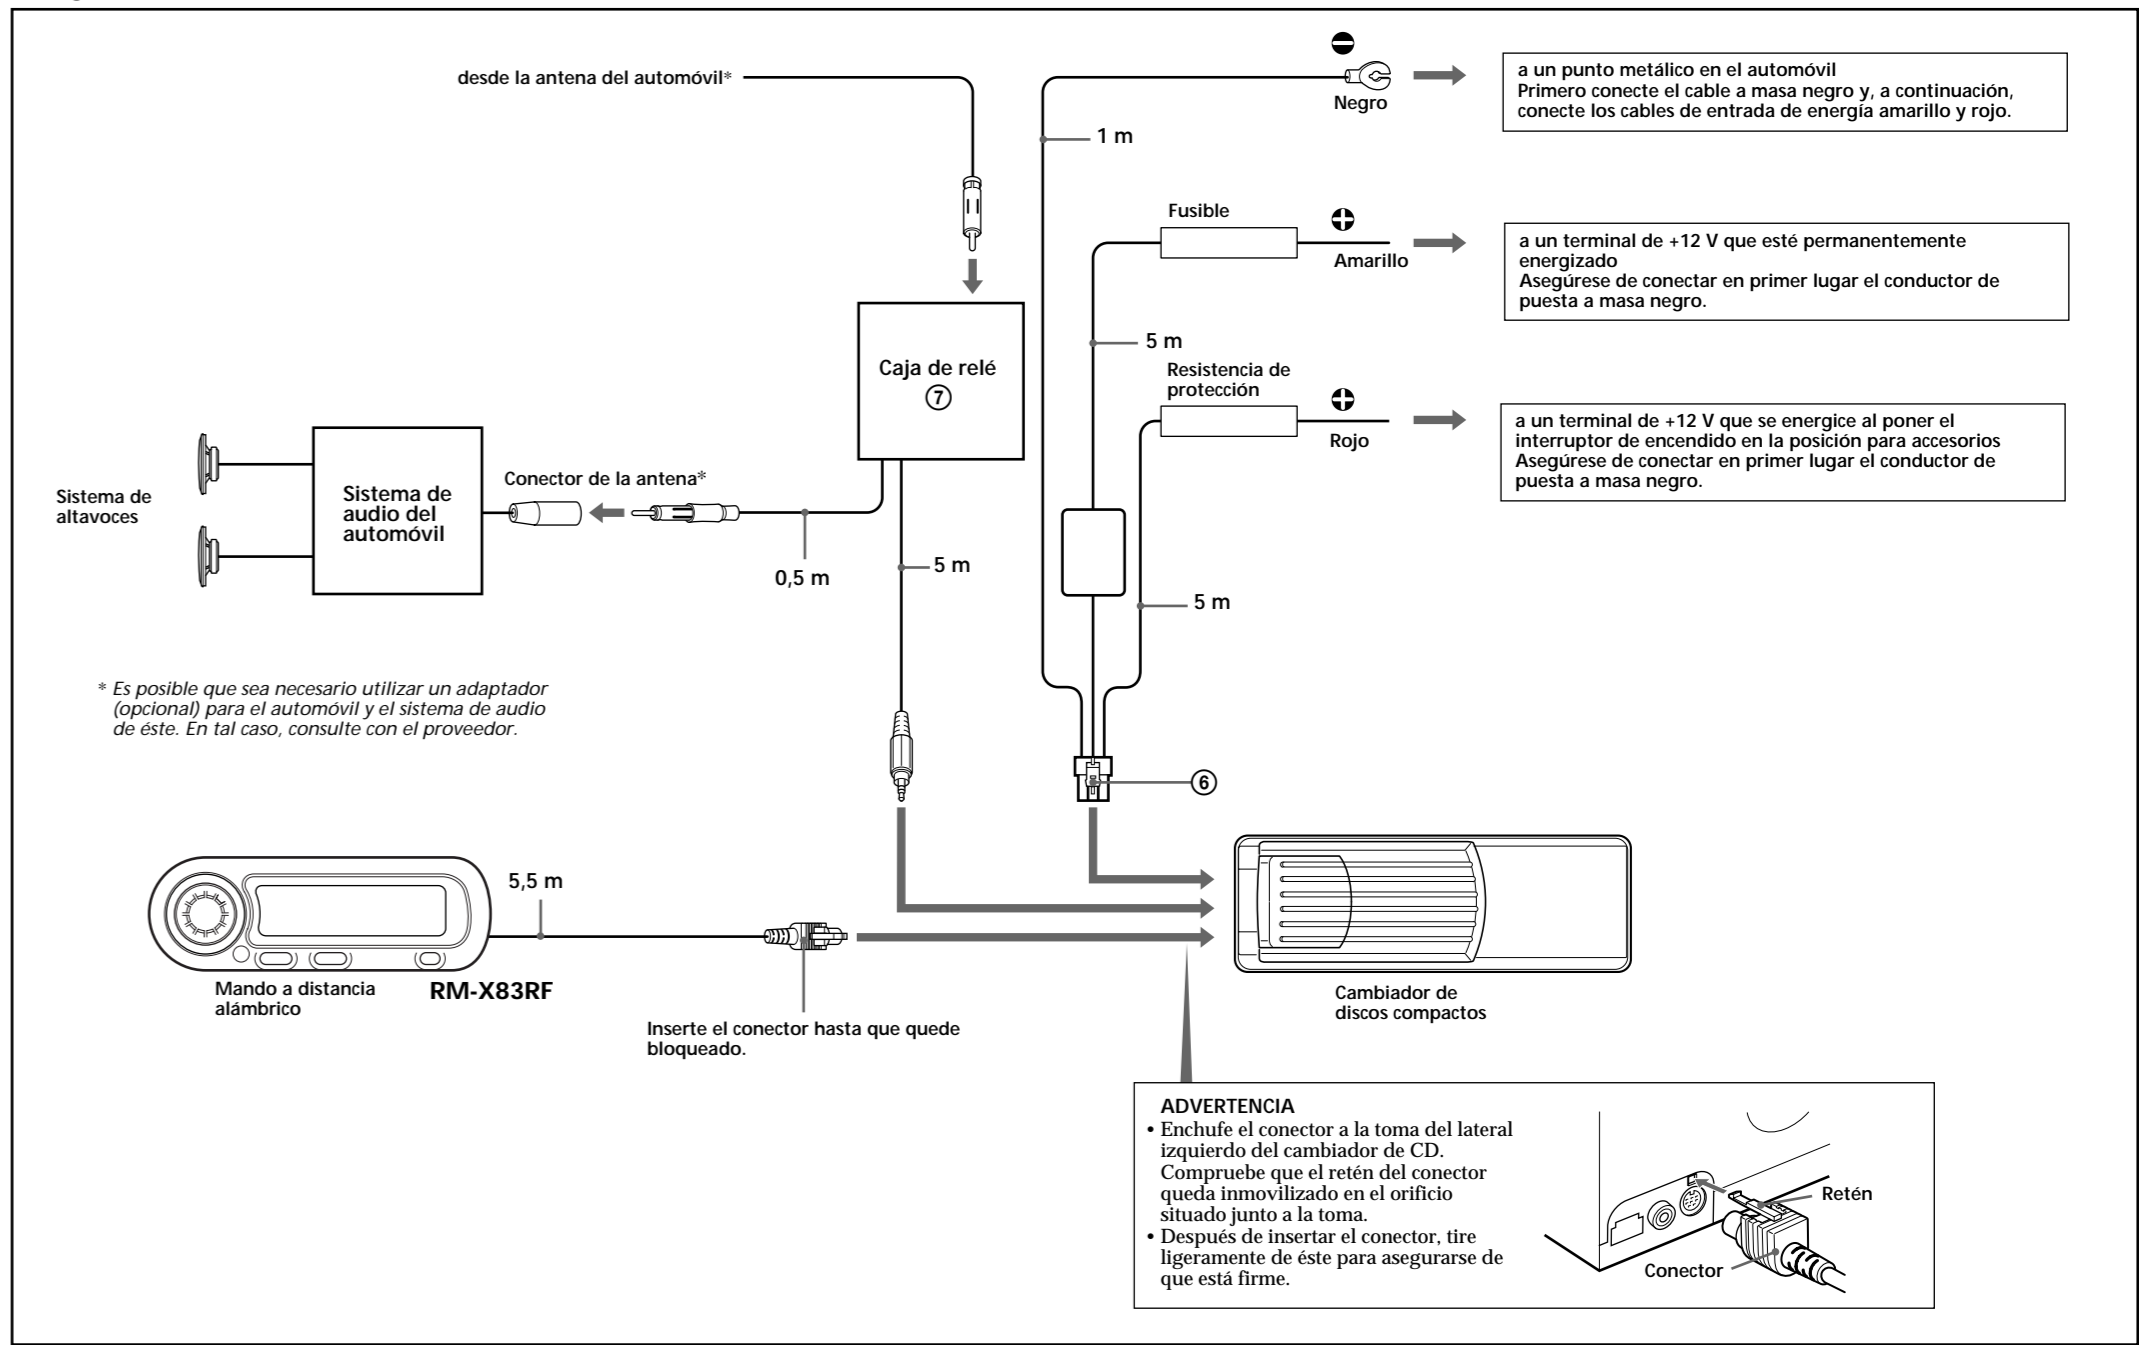 desde la antena del automóvil*
Negro
a un punto metálico en el automóvil
Primero conecte el cable a masa negro y, a continuación,
conecte los cables de entrada de energía amarillo y rojo.
1 m
Fusible
Amarillo
a un terminal de +12 V que esté permanentemente
energizado
Asegúrese de conectar en primer lugar el conductor de
puesta a masa negro.
5 m
Caja de relé
7
Resistencia de
protección
Rojo
a un terminal de +12 V que se energice al poner el
interruptor de encendido en la posición para accesorios
Asegúrese de conectar en primer lugar el conductor de
puesta a masa negro.
Sistema de
altavoces
Sistema de
audio del
automóvil
Conector de la antena*
0,5 m
5 m
5 m
* Es posible que sea necesario utilizar un adaptador
(opcional) para el automóvil y el sistema de audio
de éste. En tal caso, consulte con el proveedor.
6
5,5 m
Mando a distancia
alámbrico
RM-X83RF
Inserte el conector hasta que quede
bloqueado.
Cambiador de
discos compactos
ADVERTENCIA
• Enchufe el conector a la toma del lateral
izquierdo del cambiador de CD.
Compruebe que el retén del conector
queda inmovilizado en el orificio
situado junto a la toma.
• Después de insertar el conector, tire
ligeramente de éste para asegurarse de
que está firme.
Retén
Conector